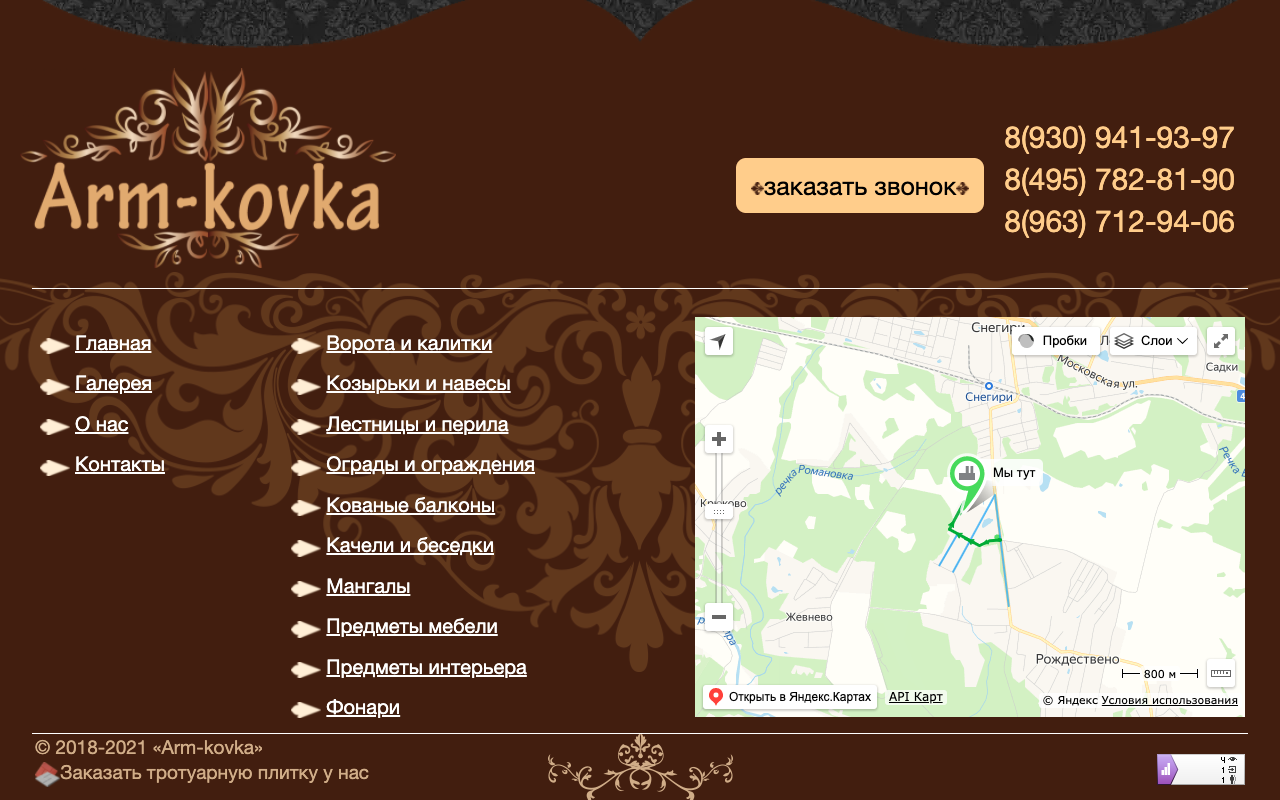 Arm-kovka
заказать звонок
8(930) 941-93-97
8(495) 782-81-90
8(963) 712-94-06
Главная
Галерея
О нас
Контакты
Ворота и калитки
Козырьки и навесы
Лестницы и перила
Ограды и ограждения
Кованые балконы
Качели и беседки
Мангалы
Предметы мебели
Предметы интерьера
Фонари
Снегири
Пробки
Слои
Московская ул.
Садки
Снегири
4
речка Романовка
Мы тут
Крюково
Жевнево
Рождествено
800 м
Открыть в Яндекс.Картах
API Карт
© Яндекс Условия использования
© 2018-2021 «Arm-kovka»
Заказать тротуарную плитку у нас
4
1
1